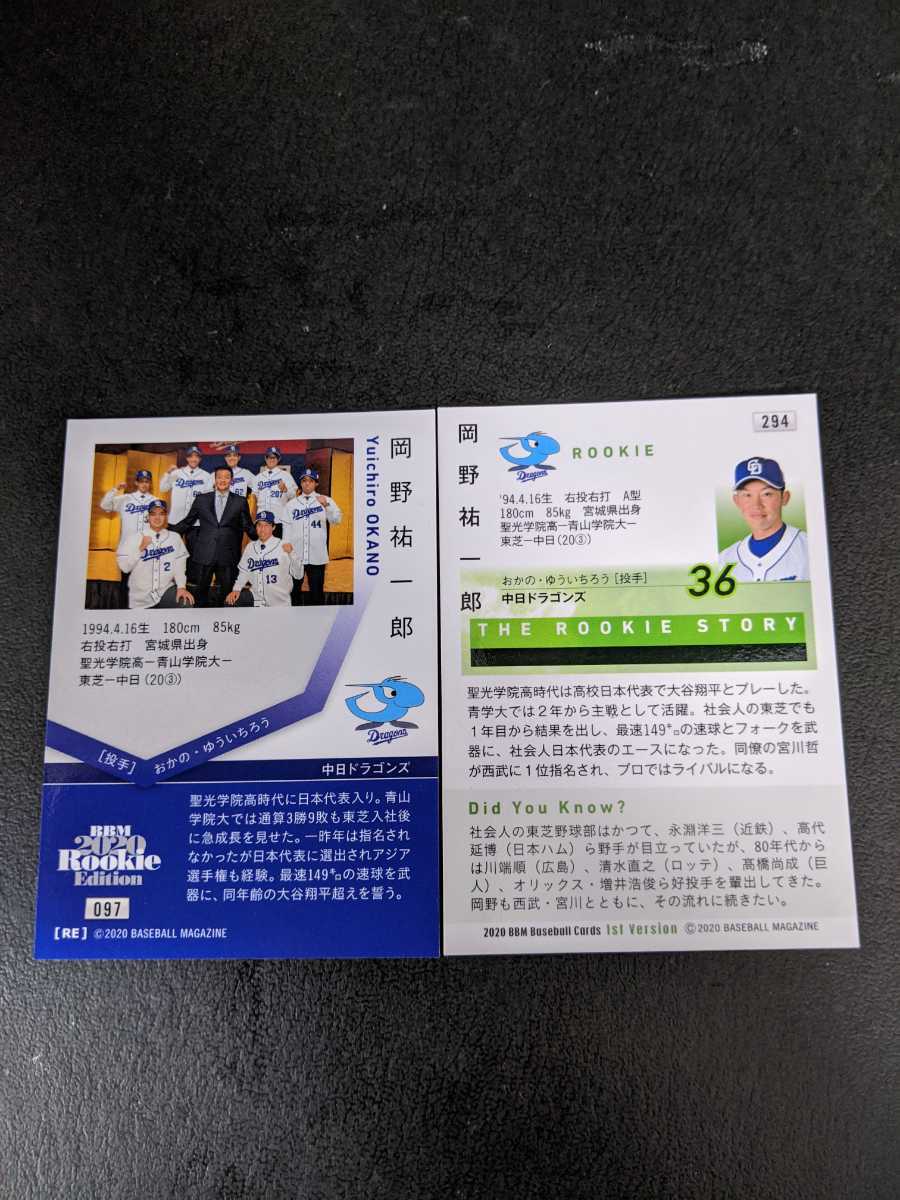 岡野祐一郎
Yuichiro OKANO
1994.4.16生 180cm 85kg
右投右打 宮城県出身
聖光学院高－青山学院大－
東芝－中日（20③）
Dragons
[投手] おかの・ゆういちろう
中日ドラゴンズ
聖光学院高時代に日本代表入り。青山
学院大では通算3勝9敗も東芝入社後
に急成長を見せた。一昨年は指名され
なかったが日本代表に選出されアジア
選手権も経験。最速149㌔の速球を武
器に、同年齢の大谷翔平超えを誓う。
BBM
2020
Rookie
Edition
097
[RE] ©2020 BASEBALL MAGAZINE
294
岡野祐一郎
Dragons
ROOKIE
'94.4.16生 右投右打 A型
180cm 85kg 宮城県出身
聖光学院高－青山学院大－
東芝－中日（20③）
おかの・ゆういちろう［投手］
中日ドラゴンズ
36
THE ROOKIE STORY
聖光学院高時代は高校日本代表で大谷翔平とプレーした。
青学大では２年から主戦として活躍。社会人の東芝でも
１年目から結果を出し、最速149㌔の速球とフォークを武
器に、社会人日本代表のエースになった。同僚の宮川哲
が西武に１位指名され、プロではライバルになる。
Did You Know?
社会人の東芝野球部はかつて、永淵洋三（近鉄）、高代
延博（日本ハム）ら野手が目立っていたが、80年代から
は川端順（広島）、清水直之（ロッテ）、髙橋尚成（巨
人）、オリックス・増井浩俊ら好投手を輩出してきた。
岡野も西武・宮川とともに、その流れに続きたい。
2020 BBM Baseball Cards 1st Version ©2020 BASEBALL MAGAZINE